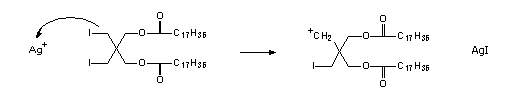 O O
I O C C₁₇H₃₅ ⁺CH₂ O C C₁₇H₃₅
Ag⁺ AgI
I O C C₁₇H₃₅ I O C C₁₇H₃₅
O O